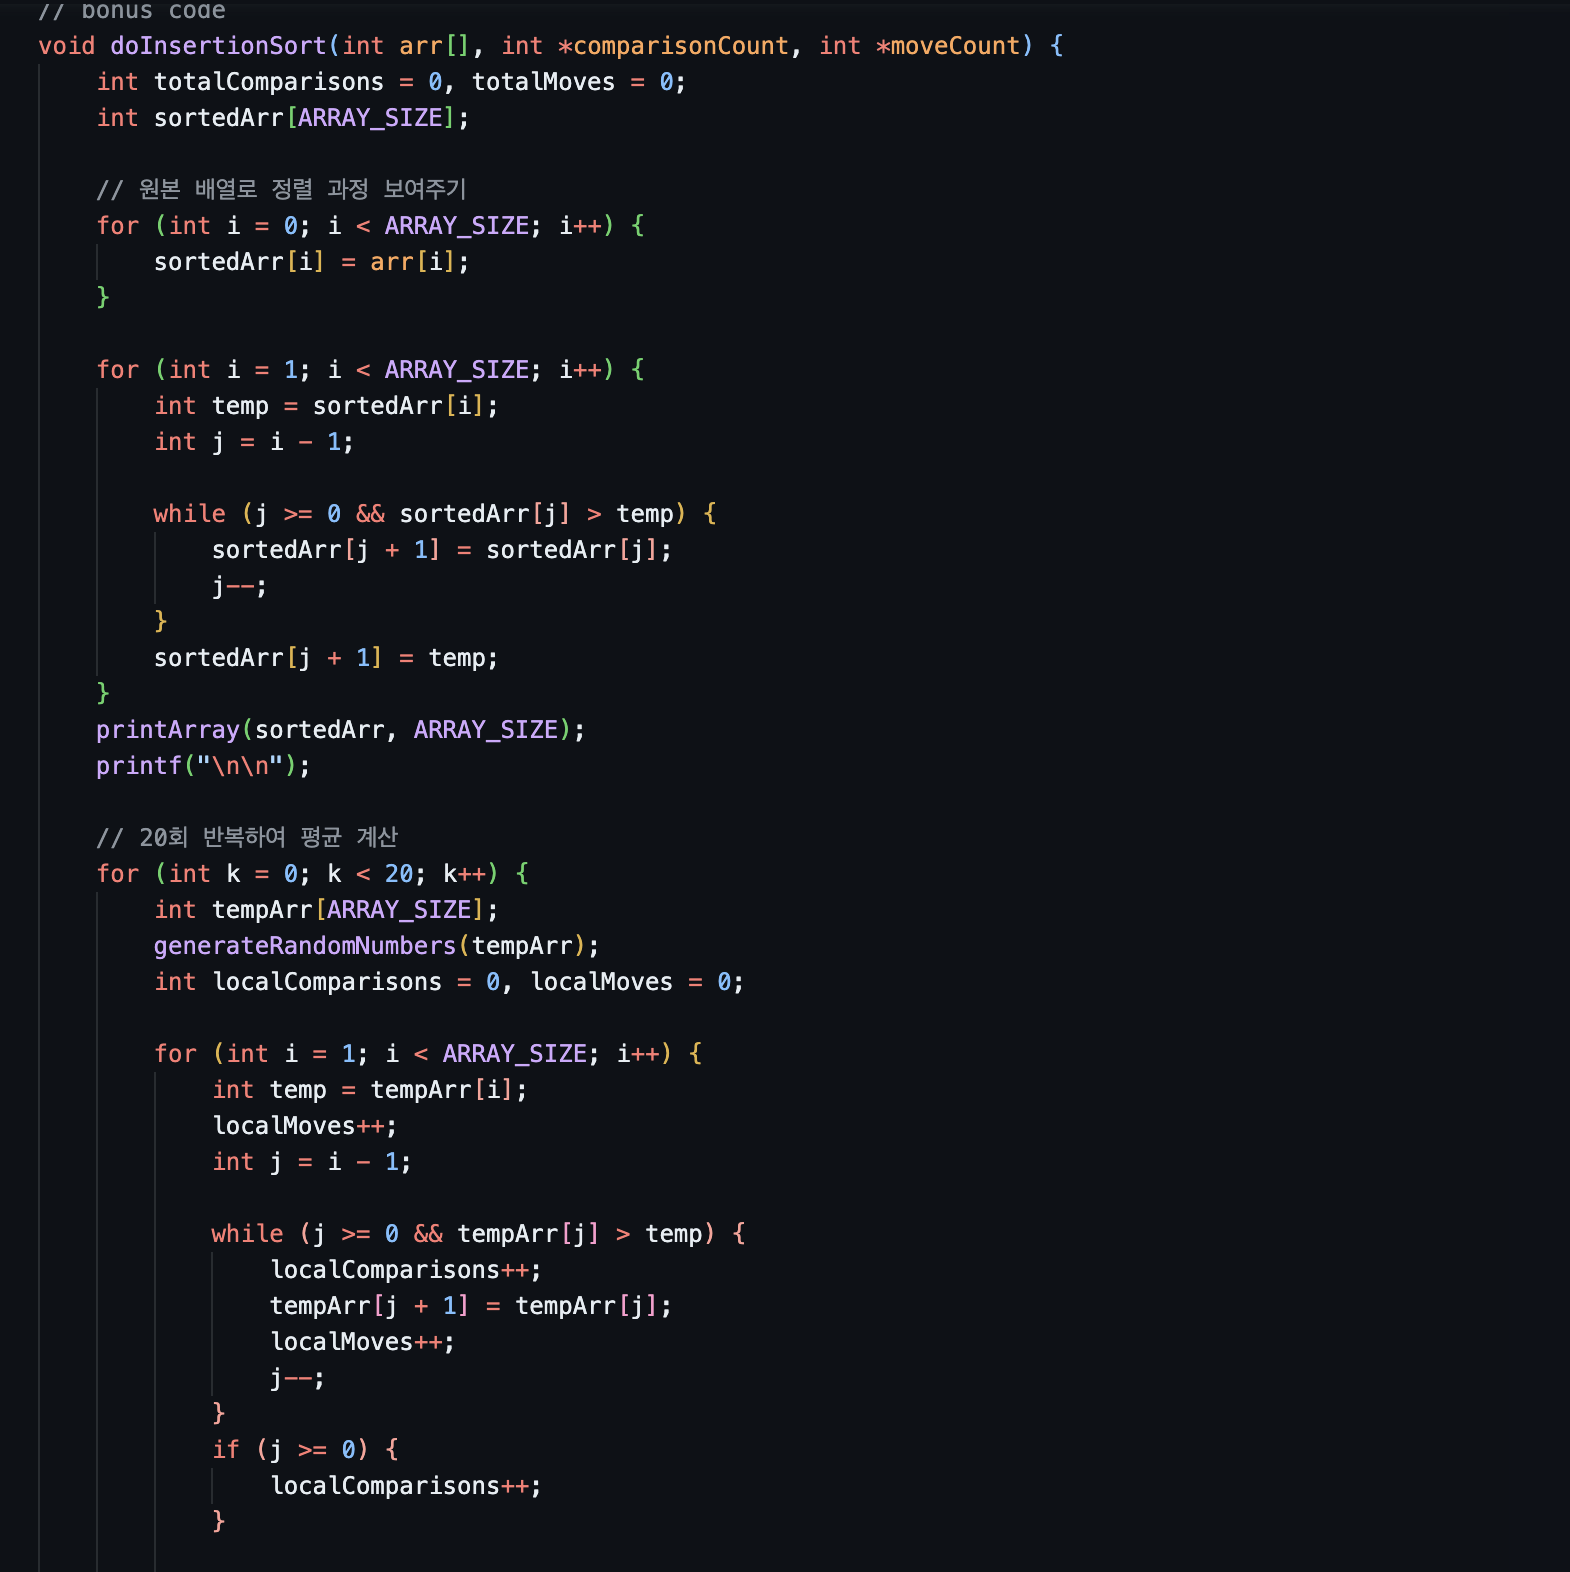 // bonus code
void doInsertionSort(int arr[], int *comparisonCount, int *moveCount) {
    int totalComparisons = 0, totalMoves = 0;
    int sortedArr[ARRAY_SIZE];

    // 원본 배열로 정렬 과정 보여주기
    for (int i = 0; i < ARRAY_SIZE; i++) {
        sortedArr[i] = arr[i];
    }

    for (int i = 1; i < ARRAY_SIZE; i++) {
        int temp = sortedArr[i];
        int j = i - 1;

        while (j >= 0 && sortedArr[j] > temp) {
            sortedArr[j + 1] = sortedArr[j];
            j--;
        }
        sortedArr[j + 1] = temp;
    }
    printArray(sortedArr, ARRAY_SIZE);
    printf("\n\n");

    // 20회 반복하여 평균 계산
    for (int k = 0; k < 20; k++) {
        int tempArr[ARRAY_SIZE];
        generateRandomNumbers(tempArr);
        int localComparisons = 0, localMoves = 0;

        for (int i = 1; i < ARRAY_SIZE; i++) {
            int temp = tempArr[i];
            localMoves++;
            int j = i - 1;

            while (j >= 0 && tempArr[j] > temp) {
                localComparisons++;
                tempArr[j + 1] = tempArr[j];
                localMoves++;
                j--;
            }
            if (j >= 0) {
                localComparisons++;
            }